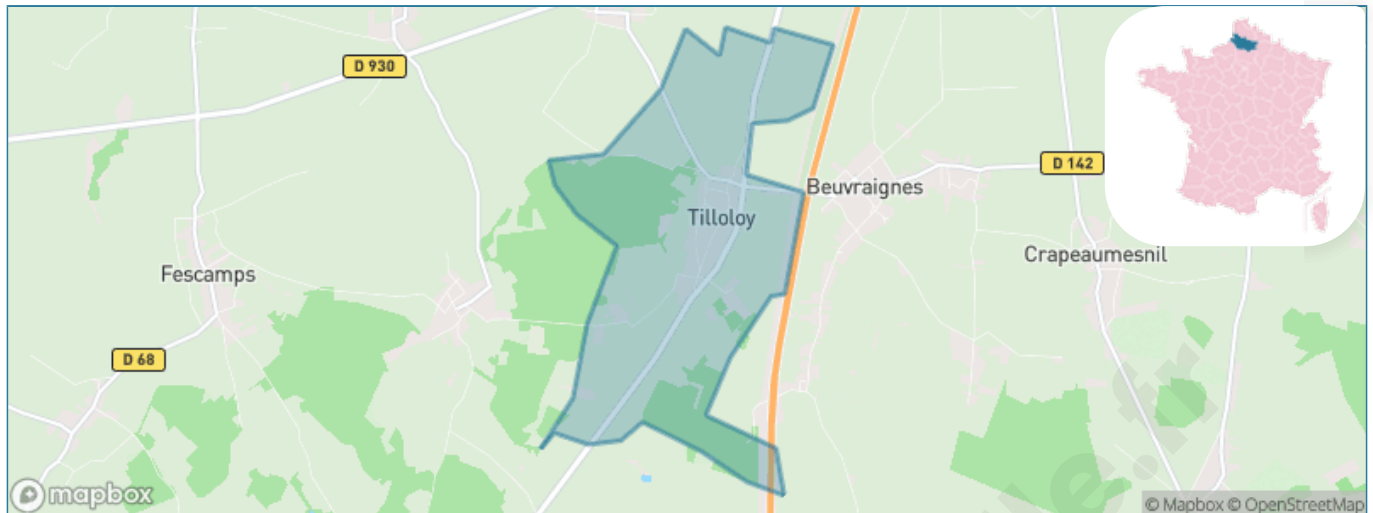 D 930
D 142
Beuvraignes
Tilloloy
Crapeaumesnil
Fescamps
D 68
mapbox
© Mapbox © OpenStreetMap